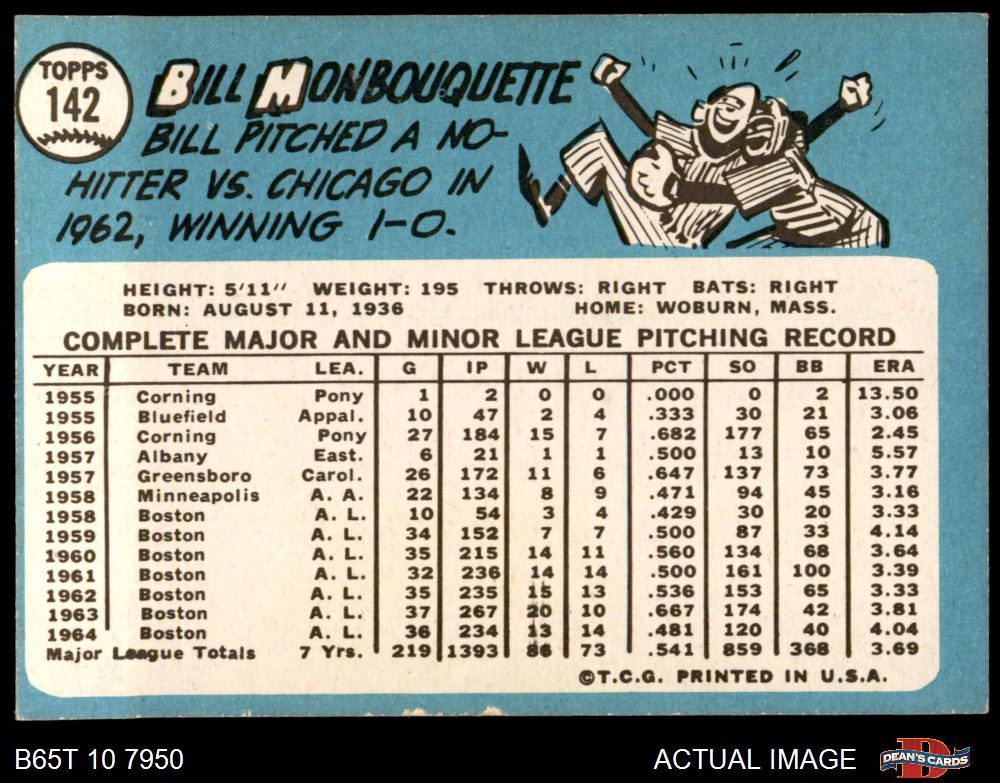 TOPPS
142
BILL MONBOUQUETTE
BILL PITCHED A NO-
HITTER VS. CHICAGO IN
1962, WINNING 1-0.
HEIGHT: 5'11" WEIGHT: 195 THROWS: RIGHT BATS: RIGHT
BORN: AUGUST 11, 1936 HOME: WOBURN, MASS.
COMPLETE MAJOR AND MINOR LEAGUE PITCHING RECORD
YEAR TEAM LEA. G IP W L PCT SO BB ERA
1955 Corning Pony 1 2 0 0 .000 0 2 13.50
1955 Bluefield Appal. 10 47 2 4 .333 30 21 3.06
1956 Corning Pony 27 184 15 7 .682 177 65 2.45
1957 Albany East. 6 21 1 1 .500 13 10 5.57
1957 Greensboro Carol. 26 172 11 6 .647 137 73 3.77
1958 Minneapolis A. A. 22 134 8 9 .471 94 45 3.16
1958 Boston A. L. 10 54 3 4 .429 30 20 3.33
1959 Boston A. L. 34 152 7 7 .500 87 33 4.14
1960 Boston A. L. 35 215 14 11 .560 134 68 3.64
1961 Boston A. L. 32 236 14 14 .500 161 100 3.39
1962 Boston A. L. 35 235 15 13 .536 153 65 3.33
1963 Boston A. L. 37 267 20 10 .667 174 42 3.81
1964 Boston A. L. 36 234 13 14 .481 120 40 4.04
Major League Totals 7 Yrs. 219 1393 86 73 .541 859 368 3.69
©T.C.G. PRINTED IN U.S.A.
B65T 10 7950 ACTUAL IMAGE DEAN'S CARDS